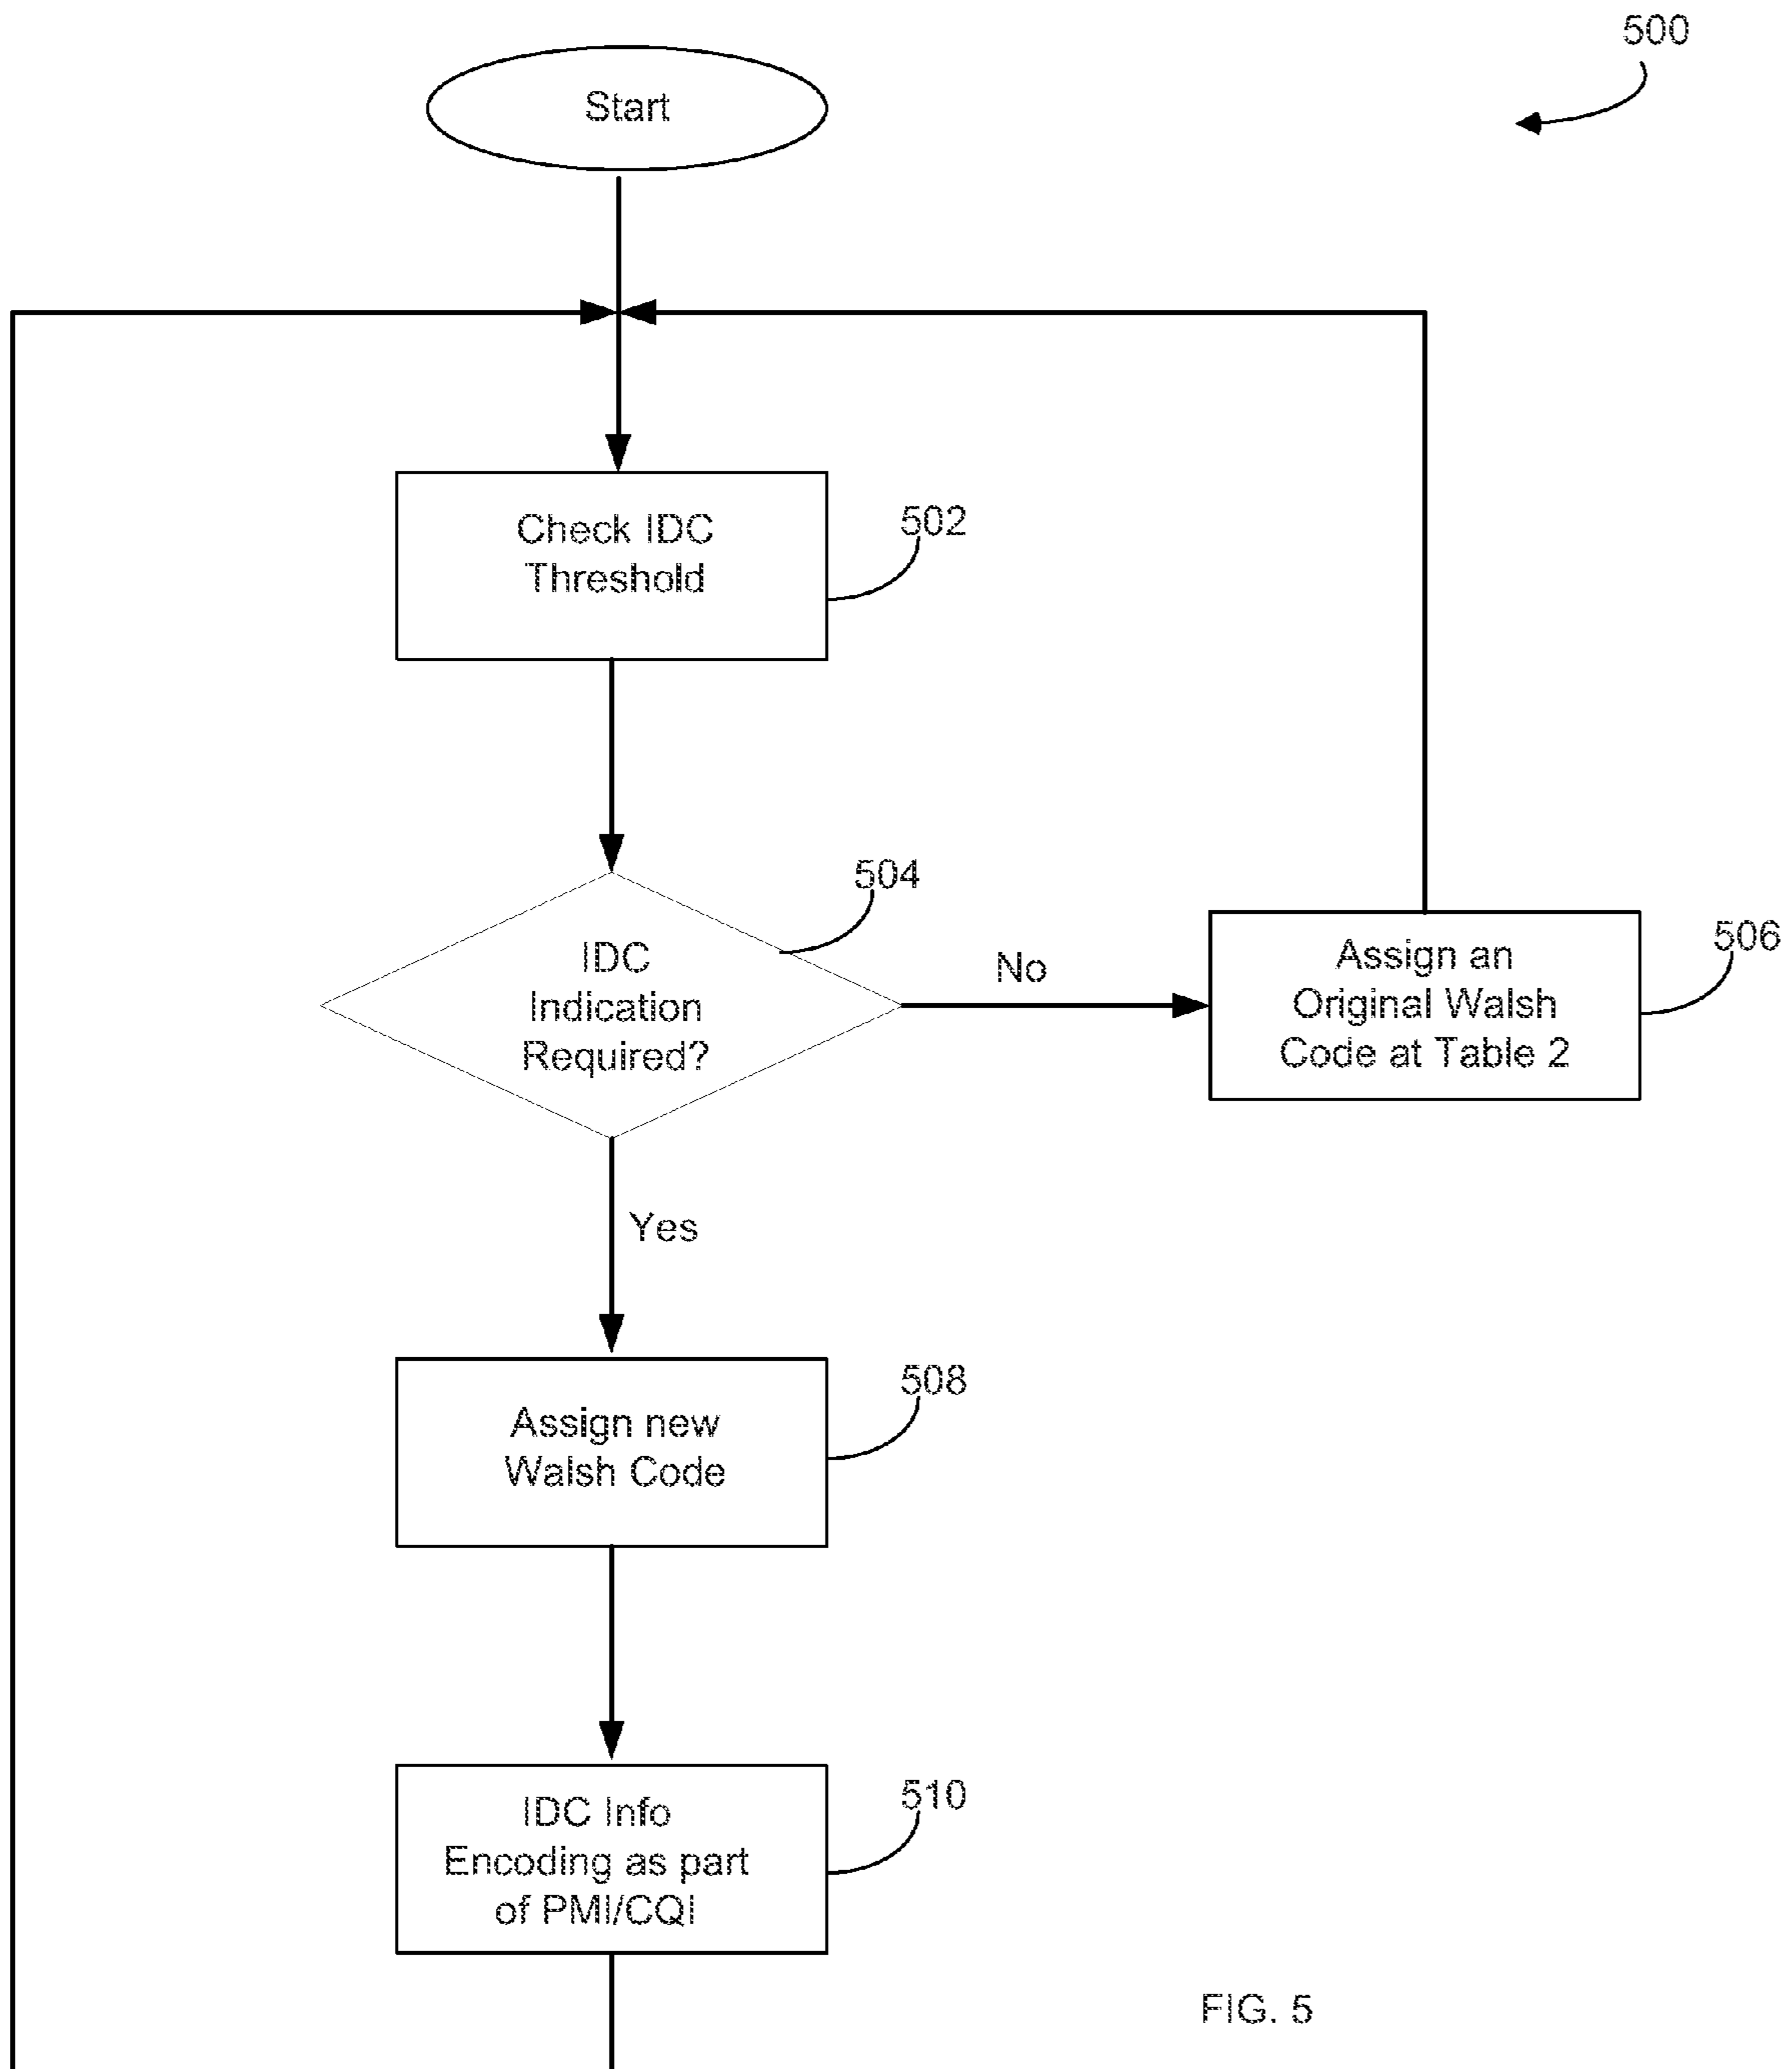 500
Start
Check IDC
Threshold
502
504
IDC
Indication
Required?
No
Assign an
Original Walsh
Code at Table 2
506
Yes
508
Assign new
Walsh Code
510
IDC Info
Encoding as part
of PMI/CQI
FIG. 5